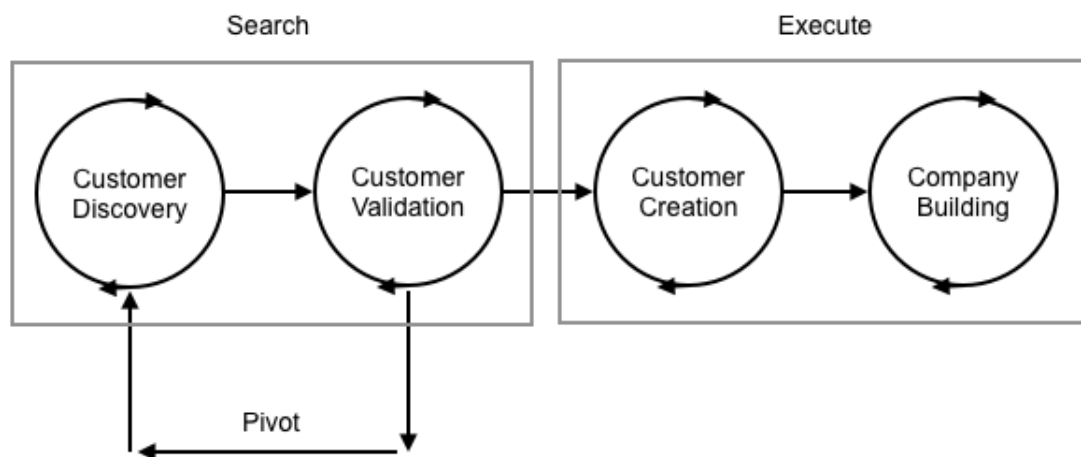 Search
Execute
Customer
Discovery
Customer
Validation
Customer
Creation
Company
Building
Pivot